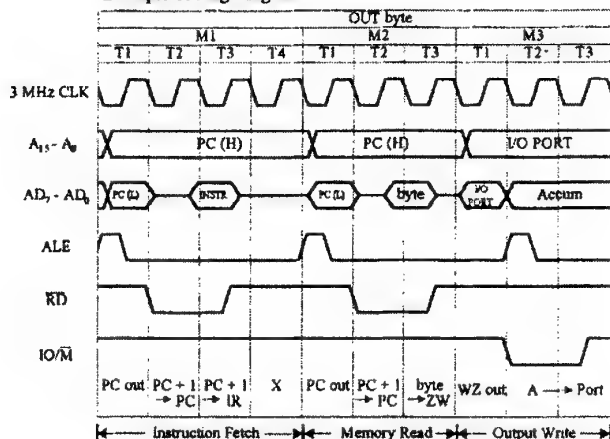 OUT byte
M1 M2 M3
T1 T2 T3 T4 T1 T2 T3 T1 T2 T3
3 MHz CLK
A15 - A8 PC (H) PC (H) I/O PORT
AD7 - AD0 PC(L) INSTR PC(L) byte I/O PORT Accum
ALE
RD
IO/M
PC out PC + 1 → PC PC + 1 → IR X PC out PC + 1 → PC byte → ZW WZ out A → Port
Instruction Fetch Memory Read Output Write